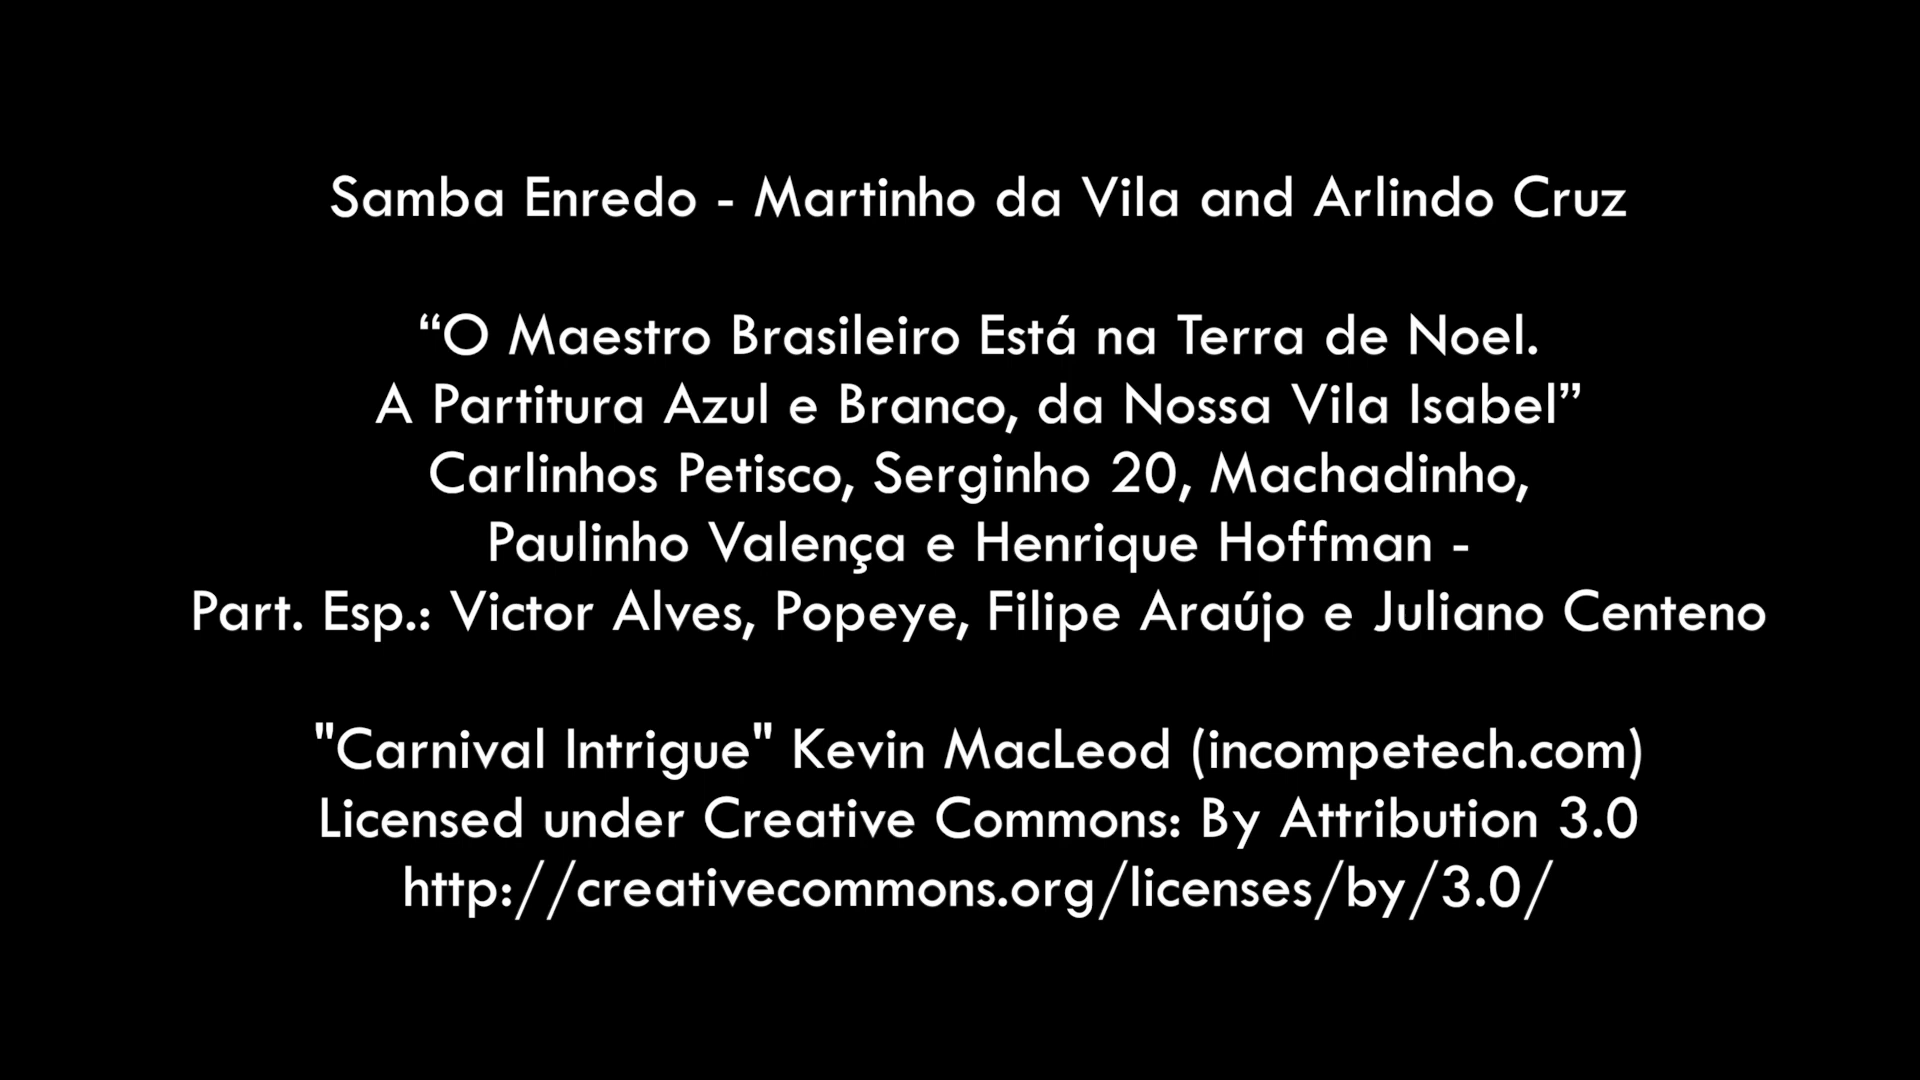 Samba Enredo - Martinho da Vila and Arlindo Cruz
“O Maestro Brasileiro Está na Terra de Noel.
A Partitura Azul e Branco, da Nossa Vila Isabel”
Carlinhos Petisco, Serginho 20, Machadinho,
Paulinho Valença e Henrique Hoffman -
Part. Esp.: Victor Alves, Popeye, Filipe Araújo e Juliano Centeno
"Carnival Intrigue" Kevin MacLeod (incompetech.com)
Licensed under Creative Commons: By Attribution 3.0
http://creativecommons.org/licenses/by/3.0/